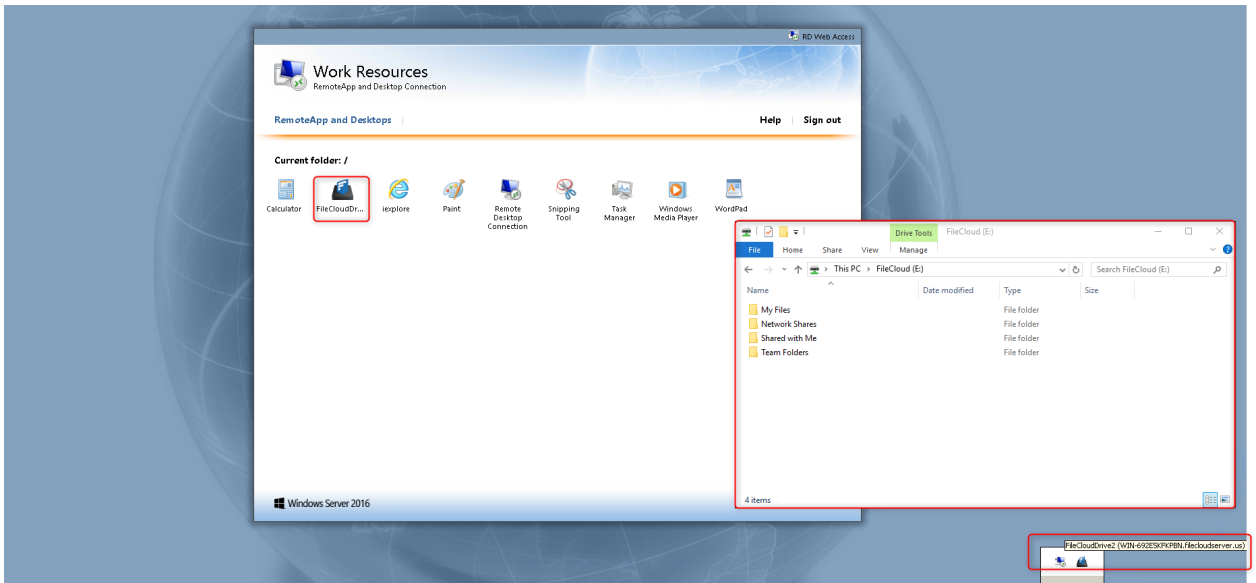 RD Web Access
Work Resources
RemoteApp and Desktop Connection
RemoteApp and Desktops
Help
Sign out
Current folder: /
Calculator
FileCloudDr...
iexplore
Paint
Remote Desktop Connection
Snipping Tool
Task Manager
Windows Media Player
WordPad
Windows Server 2016
Drive Tools
FileCloud (E:)
File
Home
Share
View
Manage
This PC > FileCloud (E:)
Search FileCloud (E:)
Name
Date modified
Type
Size
My Files
File folder
Network Shares
File folder
Shared with Me
File folder
Team Folders
File folder
4 items
FileCloudDrive2 (WIN-692E5KFKPBN.filecloudserver.us)